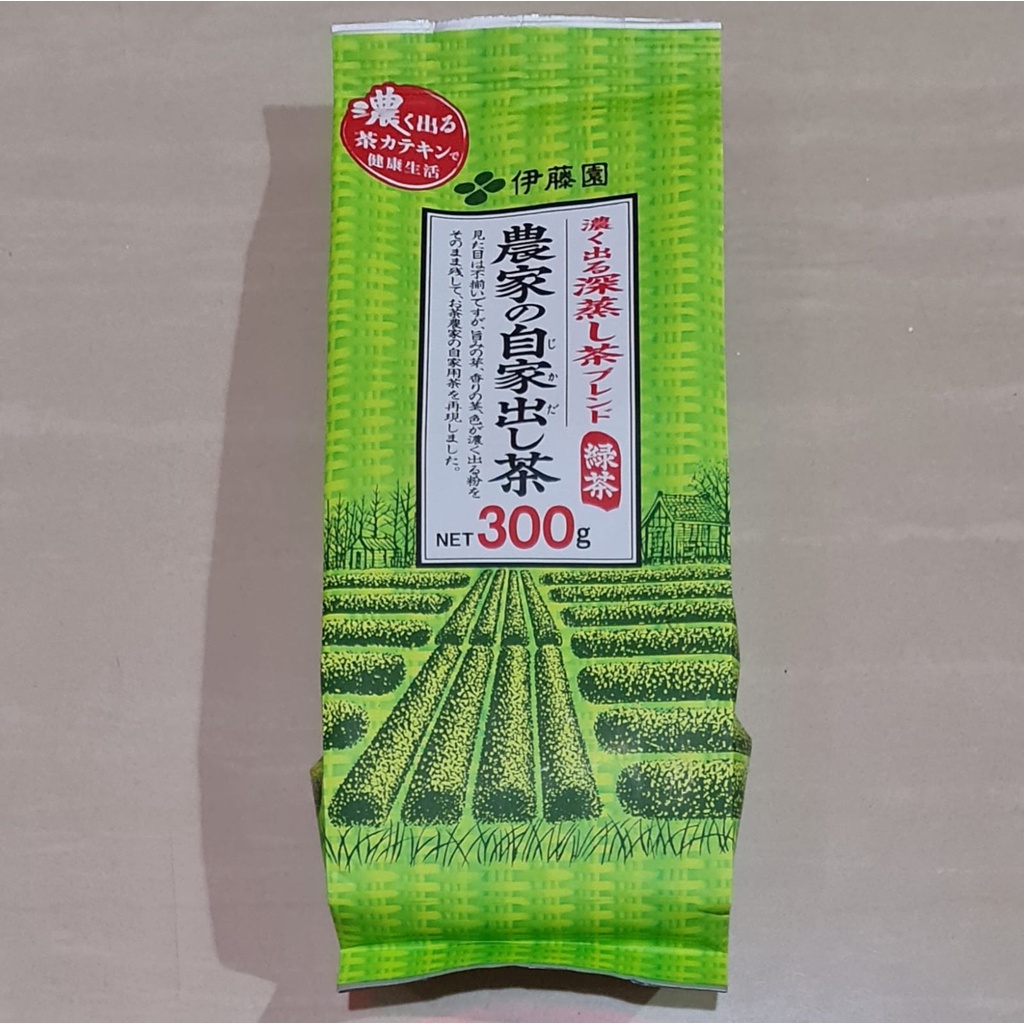 濃く出る
茶カテキンで
健康生活
伊藤園
濃く出る深蒸し茶ブレンド
緑茶
農家の自家出し茶
じかだ
見た目は不揃いですが、旨みの芽、香りの茎、色が濃く出る粉を
そのまま残して、お茶農家の自家用茶を再現しました。
NET 300g